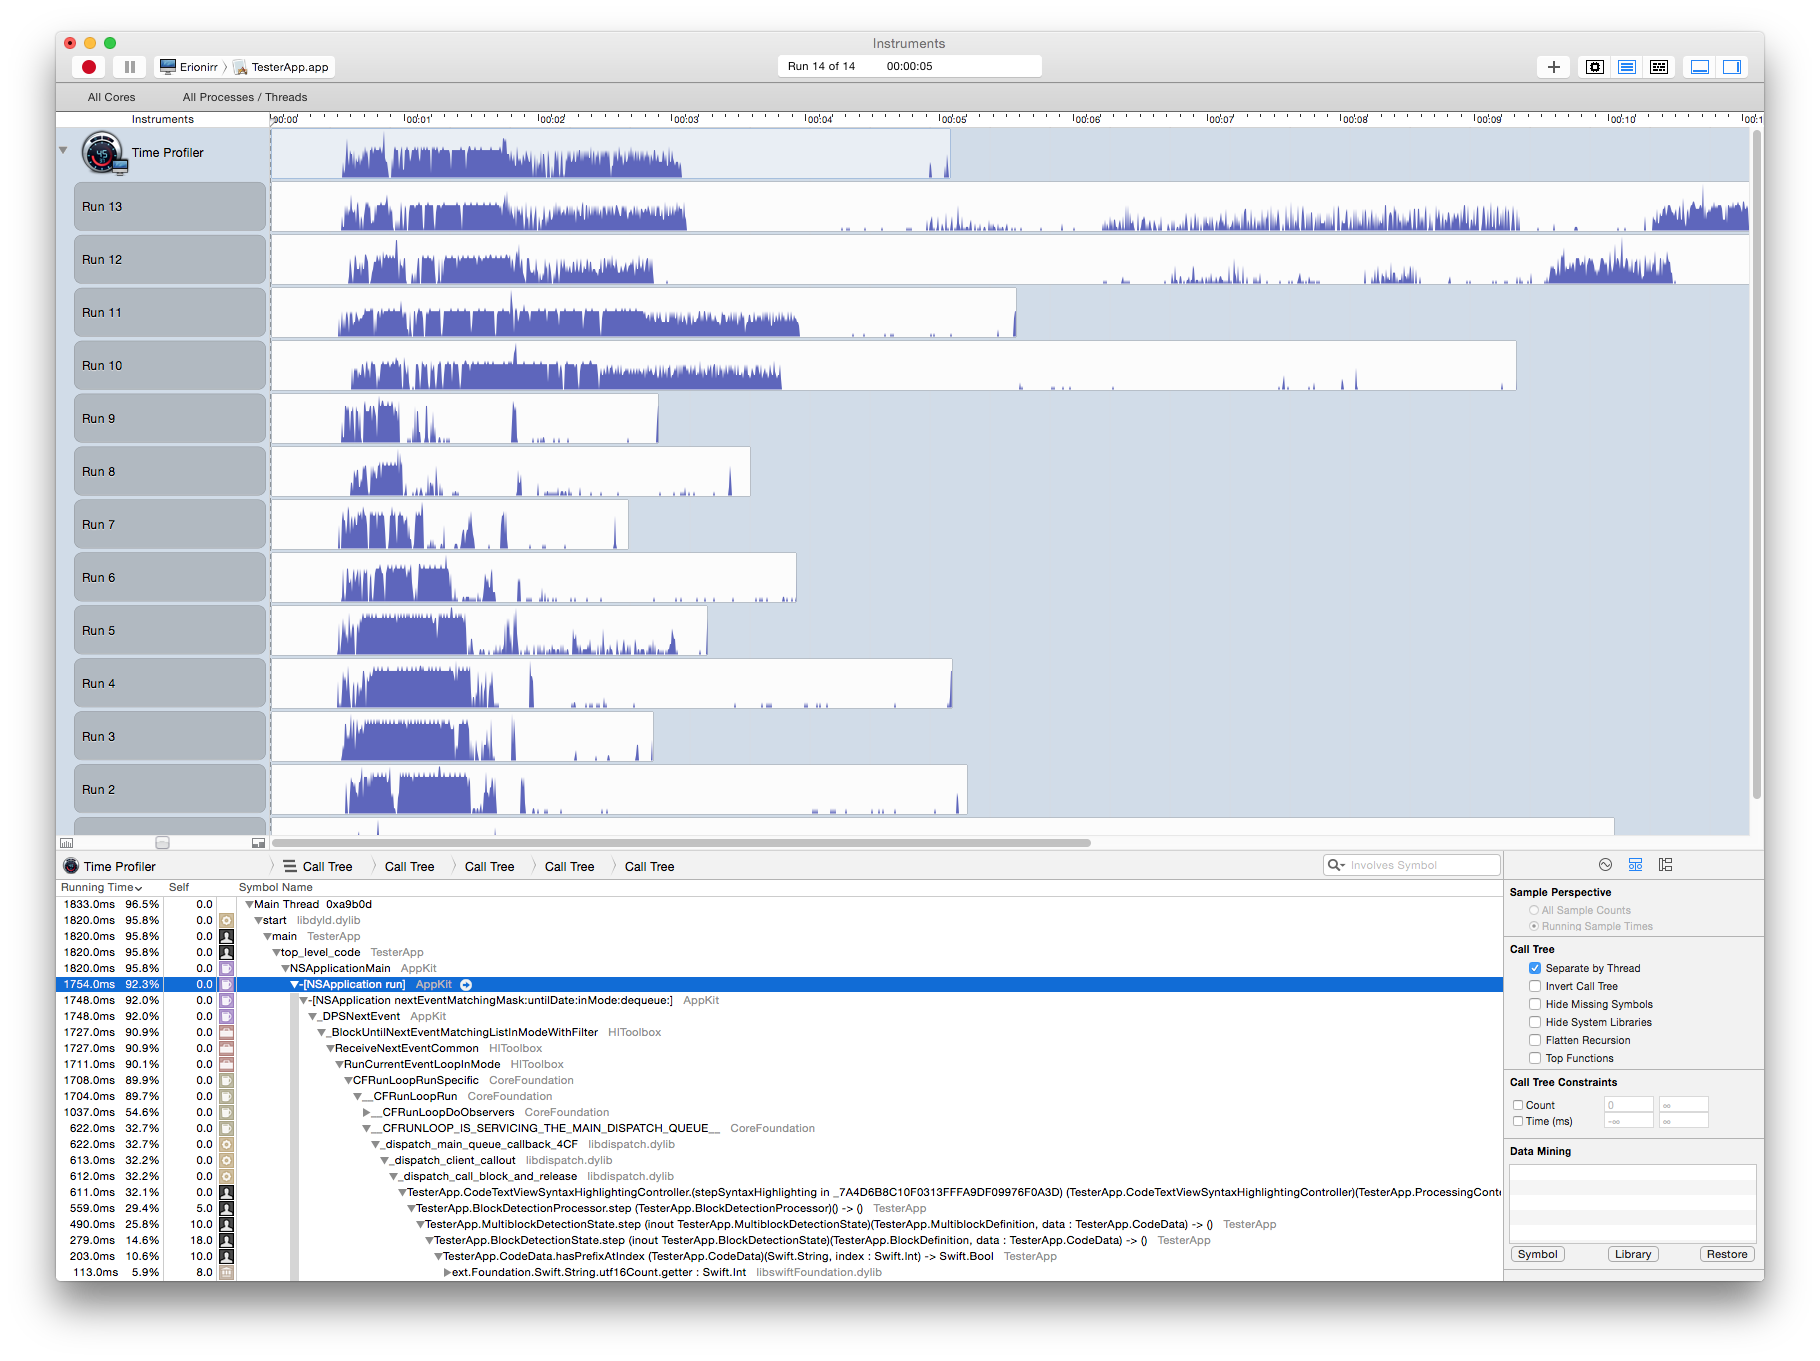 Instruments
Erionirr TesterApp.app
Run 14 of 14 00:00:05
All Cores All Processes / Threads
Instruments 00:00 00:01 00:02 00:03 00:04 00:05 00:06 00:07 00:08 00:09 00:10 00:1
Time Profiler
Run 13
Run 12
Run 11
Run 10
Run 9
Run 8
Run 7
Run 6
Run 5
Run 4
Run 3
Run 2
Time Profiler Call Tree Call Tree Call Tree Call Tree Call Tree Involves Symbol
Running Time Self Symbol Name
1833.0ms 96.5% 0.0 Main Thread 0xa9b0d
1820.0ms 95.8% 0.0 start libdyld.dylib
1820.0ms 95.8% 0.0 main TesterApp
1820.0ms 95.8% 0.0 top_level_code TesterApp
1820.0ms 95.8% 0.0 NSApplicationMain AppKit
1754.0ms 92.3% 0.0 -[NSApplication run] AppKit
1748.0ms 92.0% 0.0 -[NSApplication nextEventMatchingMask:untilDate:inMode:dequeue:] AppKit
1748.0ms 92.0% 0.0 _DPSNextEvent AppKit
1727.0ms 90.9% 0.0 _BlockUntilNextEventMatchingListInModeWithFilter HIToolbox
1727.0ms 90.9% 0.0 ReceiveNextEventCommon HIToolbox
1711.0ms 90.1% 0.0 RunCurrentEventLoopInMode HIToolbox
1708.0ms 89.9% 0.0 CFRunLoopRunSpecific CoreFoundation
1704.0ms 89.7% 0.0 __CFRunLoopRun CoreFoundation
1037.0ms 54.6% 0.0 __CFRunLoopDoObservers CoreFoundation
622.0ms 32.7% 0.0 __CFRUNLOOP_IS_SERVICING_THE_MAIN_DISPATCH_QUEUE__ CoreFoundation
622.0ms 32.7% 0.0 _dispatch_main_queue_callback_4CF libdispatch.dylib
613.0ms 32.2% 0.0 _dispatch_client_callout libdispatch.dylib
612.0ms 32.2% 0.0 _dispatch_call_block_and_release libdispatch.dylib
611.0ms 32.1% 0.0 TesterApp.CodeTextViewSyntaxHighlightingController.(stepSyntaxHighlighting in _7A4D6B8C10F0313FFFA9DF09976F0A3D) (TesterApp.CodeTextViewSyntaxHighlightingController)(TesterApp.ProcessingConte
559.0ms 29.4% 5.0 TesterApp.BlockDetectionProcessor.step (TesterApp.BlockDetectionProcessor)() -> () TesterApp
490.0ms 25.8% 10.0 TesterApp.MultiblockDetectionState.step (inout TesterApp.MultiblockDetectionState)(TesterApp.MultiblockDefinition, data : TesterApp.CodeData) -> () TesterApp
279.0ms 14.6% 18.0 TesterApp.BlockDetectionState.step (inout TesterApp.BlockDetectionState)(TesterApp.BlockDefinition, data : TesterApp.CodeData) -> () TesterApp
203.0ms 10.6% 10.0 TesterApp.CodeData.hasPrefixAtIndex (TesterApp.CodeData)(Swift.String, index : Swift.Int) -> Swift.Bool TesterApp
113.0ms 5.9% 8.0 ext.Foundation.Swift.String.utf16Count.getter : Swift.Int libswiftFoundation.dylib
Sample Perspective
All Sample Counts
Running Sample Times
Call Tree
Separate by Thread
Invert Call Tree
Hide Missing Symbols
Hide System Libraries
Flatten Recursion
Top Functions
Call Tree Constraints
Count 0 ∞
Time (ms) -∞ ∞
Data Mining
Symbol Library Restore